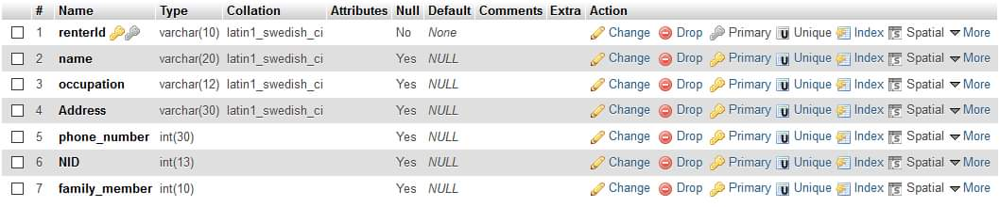 # Name Type Collation Attributes Null Default Comments Extra Action
1 renterId varchar(10) latin1_swedish_ci No None Change Drop Primary Unique Index Spatial More
2 name varchar(20) latin1_swedish_ci Yes NULL Change Drop Primary Unique Index Spatial More
3 occupation varchar(12) latin1_swedish_ci Yes NULL Change Drop Primary Unique Index Spatial More
4 Address varchar(30) latin1_swedish_ci Yes NULL Change Drop Primary Unique Index Spatial More
5 phone_number int(30) Yes NULL Change Drop Primary Unique Index Spatial More
6 NID int(13) Yes NULL Change Drop Primary Unique Index Spatial More
7 family_member int(10) Yes NULL Change Drop Primary Unique Index Spatial More